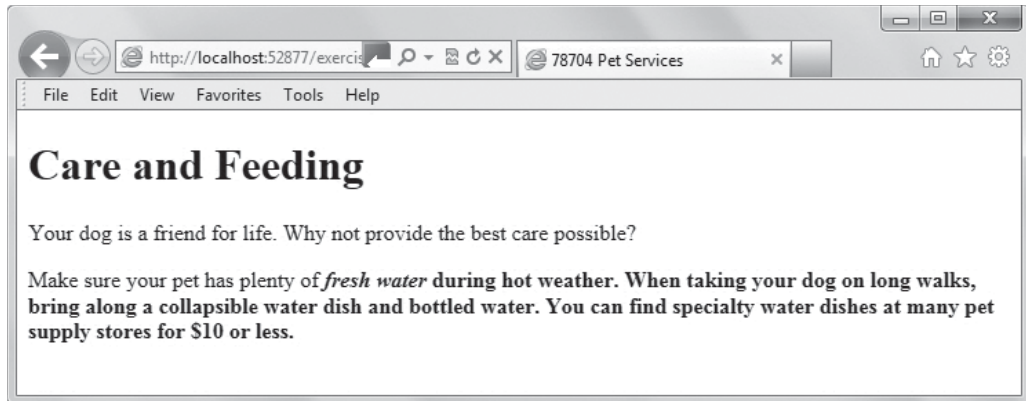 http://localhost:52877/exercis
78704 Pet Services
File Edit View Favorites Tools Help
Care and Feeding
Your dog is a friend for life. Why not provide the best care possible?
Make sure your pet has plenty of fresh water during hot weather. When taking your dog on long walks,
bring along a collapsible water dish and bottled water. You can find specialty water dishes at many pet
supply stores for $10 or less.